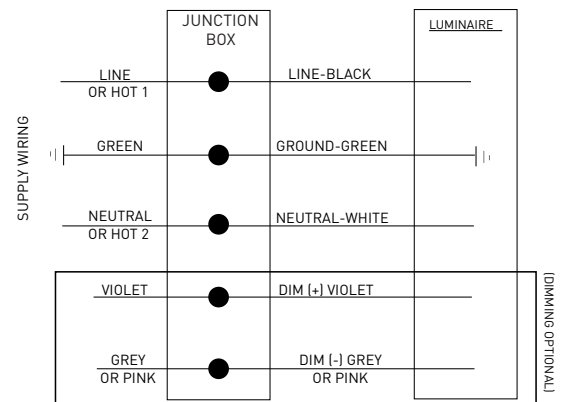 JUNCTION
BOX
LUMINAIRE
SUPPLY WIRING
LINE
OR HOT 1
LINE-BLACK
GREEN
GROUND-GREEN
NEUTRAL
OR HOT 2
NEUTRAL-WHITE
(DIMMING OPTIONAL)
VIOLET
DIM (+) VIOLET
GREY
OR PINK
DIM (-) GREY
OR PINK